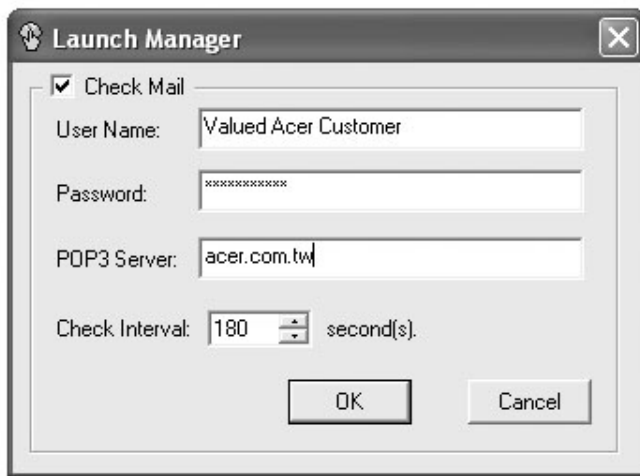 Launch Manager
Check Mail
User Name: Valued Acer Customer
Password: ***********
POP3 Server: acer.com.tw
Check Interval: 180 second(s).
OK Cancel